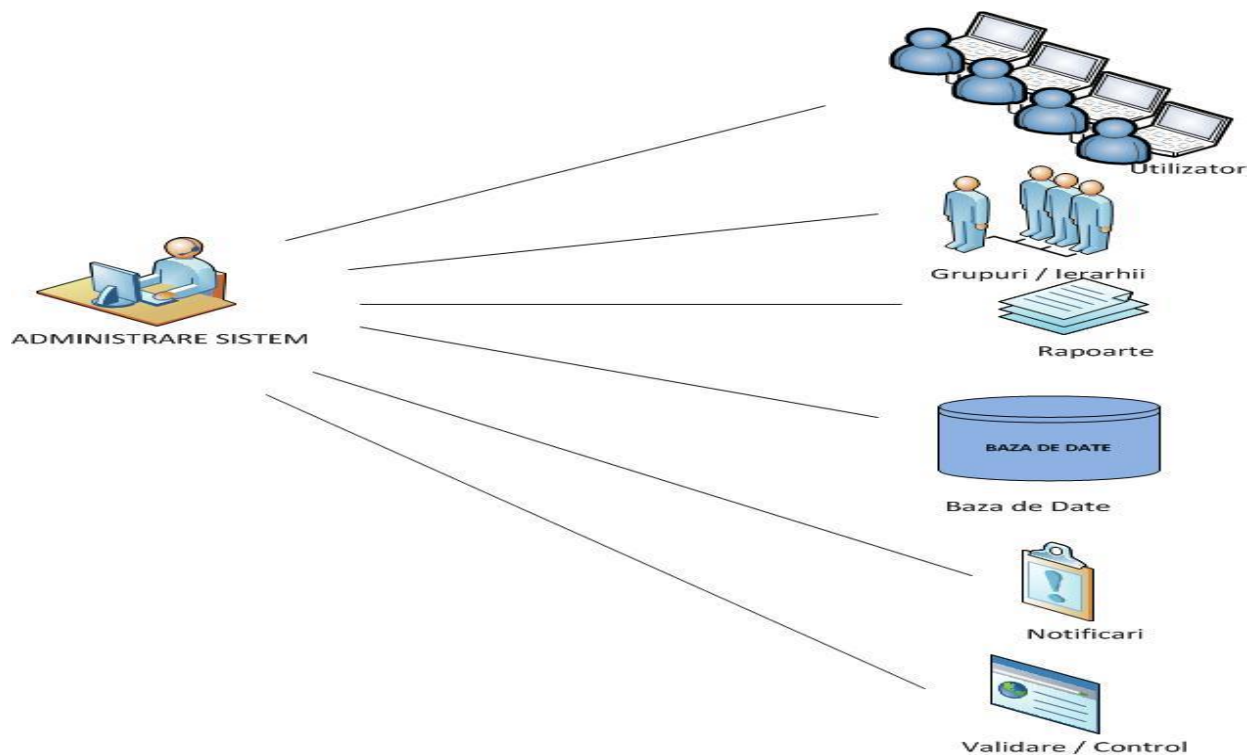 Utilizator
Grupuri / Ierarhii
ADMINISTRARE SISTEM
Rapoarte
BAZA DE DATE
Baza de Date
Notificari
Validare / Control